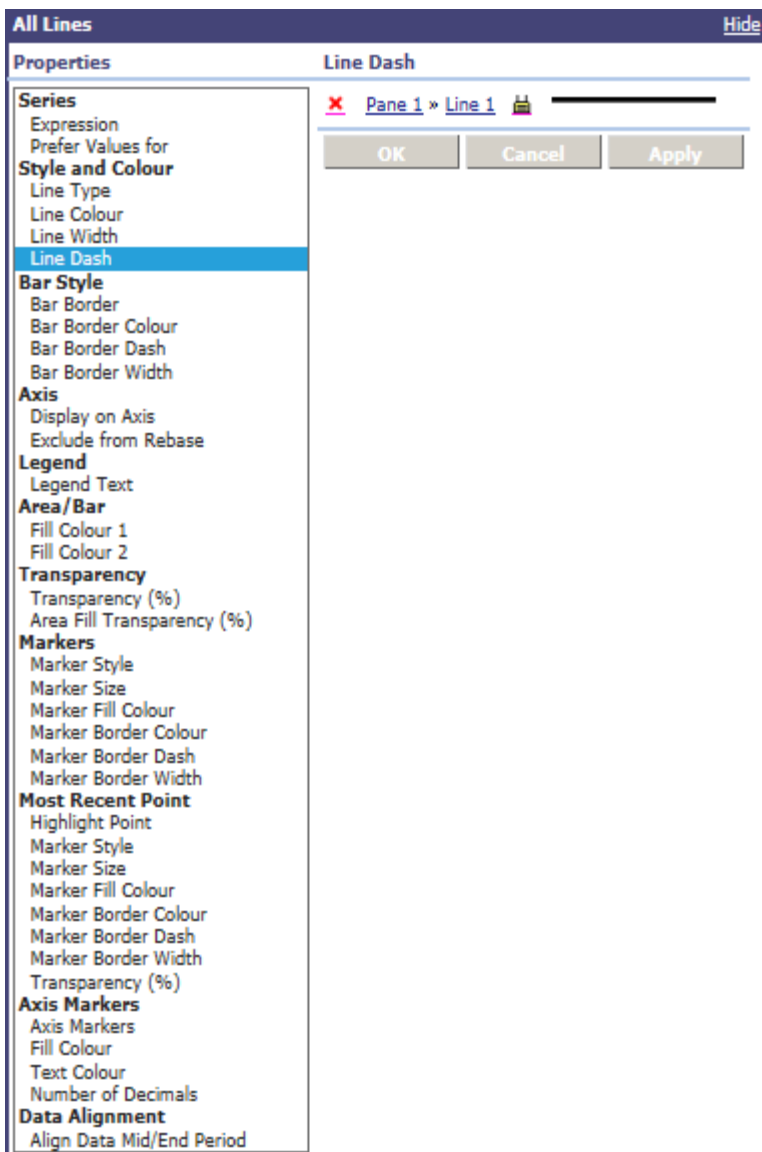 All Lines Hide
Properties
Series
Expression
Prefer Values for
Style and Colour
Line Type
Line Colour
Line Width
Line Dash
Bar Style
Bar Border
Bar Border Colour
Bar Border Dash
Bar Border Width
Axis
Display on Axis
Exclude from Rebase
Legend
Legend Text
Area/Bar
Fill Colour 1
Fill Colour 2
Transparency
Transparency (%)
Area Fill Transparency (%)
Markers
Marker Style
Marker Size
Marker Fill Colour
Marker Border Colour
Marker Border Dash
Marker Border Width
Most Recent Point
Highlight Point
Marker Style
Marker Size
Marker Fill Colour
Marker Border Colour
Marker Border Dash
Marker Border Width
Transparency (%)
Axis Markers
Axis Markers
Fill Colour
Text Colour
Number of Decimals
Data Alignment
Align Data Mid/End Period
Line Dash
Pane 1 » Line 1
OK Cancel Apply